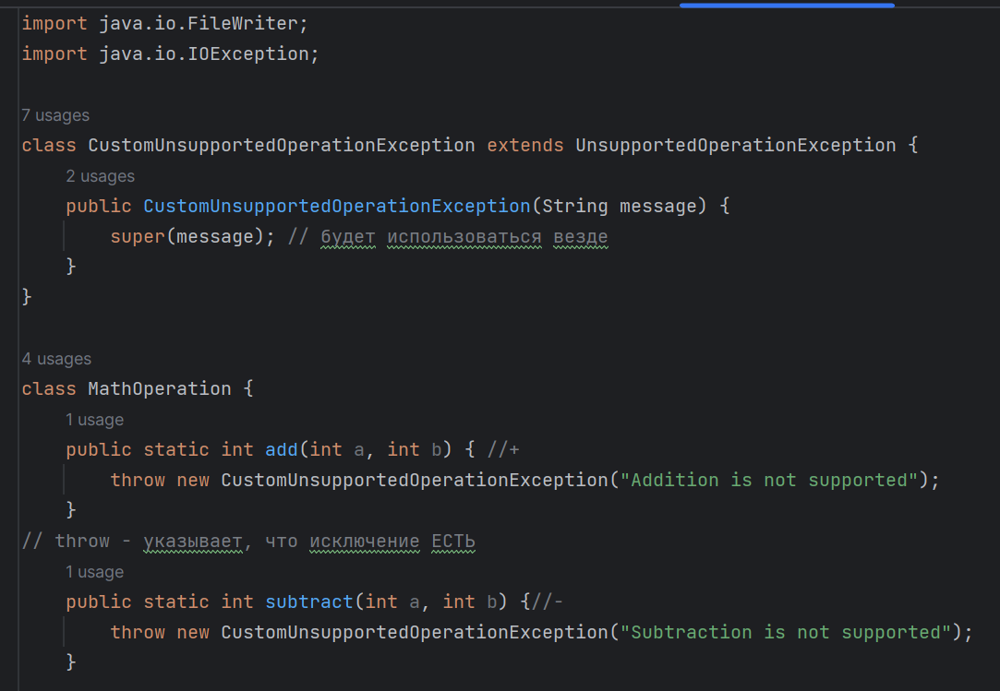 import java.io.FileWriter;
import java.io.IOException;
7 usages
class CustomUnsupportedOperationException extends UnsupportedOperationException {
2 usages
public CustomUnsupportedOperationException(String message) {
super(message); // будет использоваться везде
}
}
4 usages
class MathOperation {
1 usage
public static int add(int a, int b) { //+
throw new CustomUnsupportedOperationException("Addition is not supported");
}
// throw - указывает, что исключение ЕСТЬ
1 usage
public static int subtract(int a, int b) {//-
throw new CustomUnsupportedOperationException("Subtraction is not supported");
}